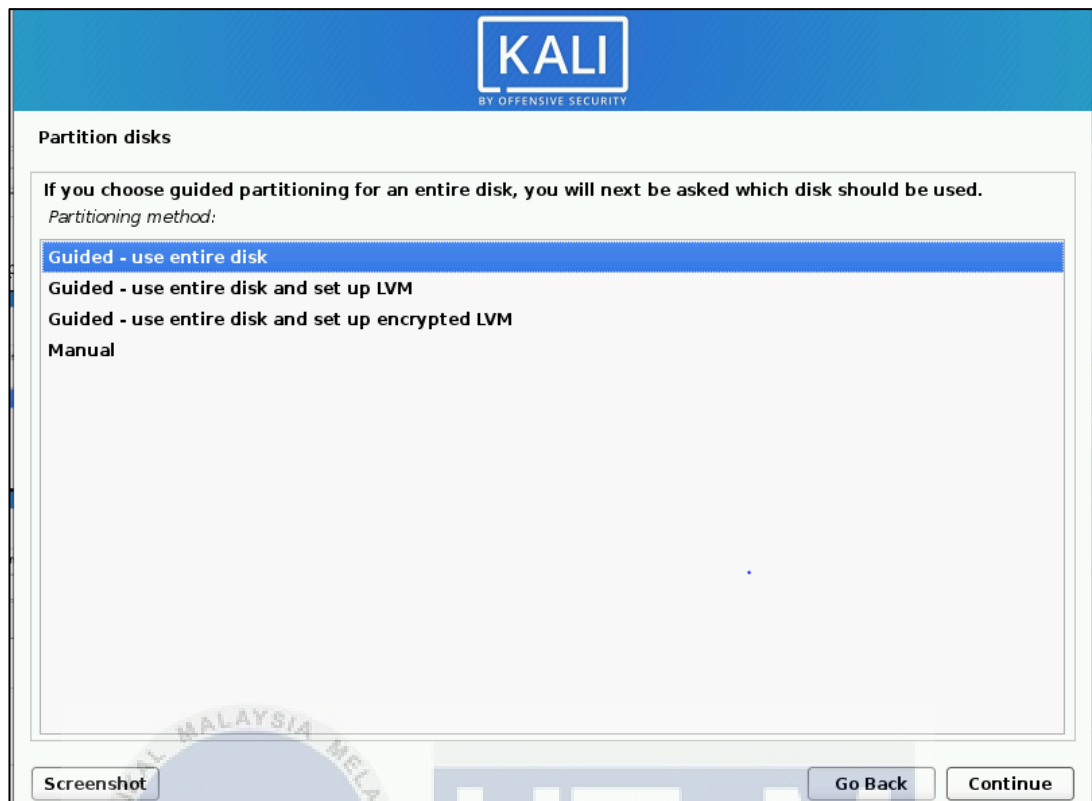 KALI
BY OFFENSIVE SECURITY
Partition disks
If you choose guided partitioning for an entire disk, you will next be asked which disk should be used.
Partitioning method:
Guided - use entire disk
Guided - use entire disk and set up LVM
Guided - use entire disk and set up encrypted LVM
Manual
MALAYSIA
Screenshot
Go Back
Continue